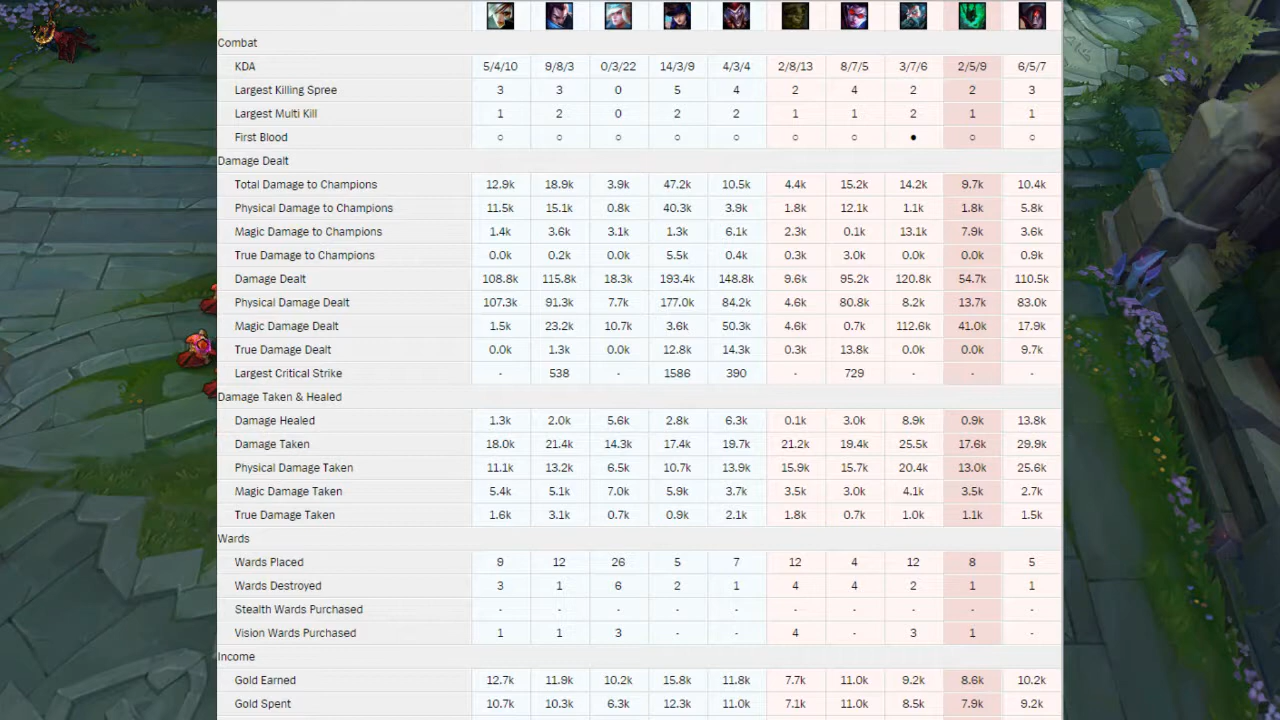 Combat
KDA 5/4/10 9/8/3 0/3/22 14/3/9 4/3/4 2/8/13 8/7/5 3/7/6 2/5/9 6/5/7
Largest Killing Spree 3 3 0 5 4 2 4 2 2 3
Largest Multi Kill 1 2 0 2 2 1 1 2 1 1
First Blood ○ ○ ○ ○ ○ ○ ○ ● ○ ○
Damage Dealt
Total Damage to Champions 12.9k 18.9k 3.9k 47.2k 10.5k 4.4k 15.2k 14.2k 9.7k 10.4k
Physical Damage to Champions 11.5k 15.1k 0.8k 40.3k 3.9k 1.8k 12.1k 1.1k 1.8k 5.8k
Magic Damage to Champions 1.4k 3.6k 3.1k 1.3k 6.1k 2.3k 0.1k 13.1k 7.9k 3.6k
True Damage to Champions 0.0k 0.2k 0.0k 5.5k 0.4k 0.3k 3.0k 0.0k 0.0k 0.9k
Damage Dealt 108.8k 115.8k 18.3k 193.4k 148.8k 9.6k 95.2k 120.8k 54.7k 110.5k
Physical Damage Dealt 107.3k 91.3k 7.7k 177.0k 84.2k 4.6k 80.8k 8.2k 13.7k 83.0k
Magic Damage Dealt 1.5k 23.2k 10.7k 3.6k 50.3k 4.6k 0.7k 112.6k 41.0k 17.9k
True Damage Dealt 0.0k 1.3k 0.0k 12.8k 14.3k 0.3k 13.8k 0.0k 0.0k 9.7k
Largest Critical Strike - 538 - 1586 390 - 729 - - -
Damage Taken & Healed
Damage Healed 1.3k 2.0k 5.6k 2.8k 6.3k 0.1k 3.0k 8.9k 0.9k 13.8k
Damage Taken 18.0k 21.4k 14.3k 17.4k 19.7k 21.2k 19.4k 25.5k 17.6k 29.9k
Physical Damage Taken 11.1k 13.2k 6.5k 10.7k 13.9k 15.9k 15.7k 20.4k 13.0k 25.6k
Magic Damage Taken 5.4k 5.1k 7.0k 5.9k 3.7k 3.5k 3.0k 4.1k 3.5k 2.7k
True Damage Taken 1.6k 3.1k 0.7k 0.9k 2.1k 1.8k 0.7k 1.0k 1.1k 1.5k
Wards
Wards Placed 9 12 26 5 7 12 4 12 8 5
Wards Destroyed 3 1 6 2 1 4 4 2 1 1
Stealth Wards Purchased - - - - - - - - - -
Vision Wards Purchased 1 1 3 - - 4 - 3 1 -
Income
Gold Earned 12.7k 11.9k 10.2k 15.8k 11.8k 7.7k 11.0k 9.2k 8.6k 10.2k
Gold Spent 10.7k 10.3k 6.3k 12.3k 11.0k 7.1k 11.0k 8.5k 7.9k 9.2k